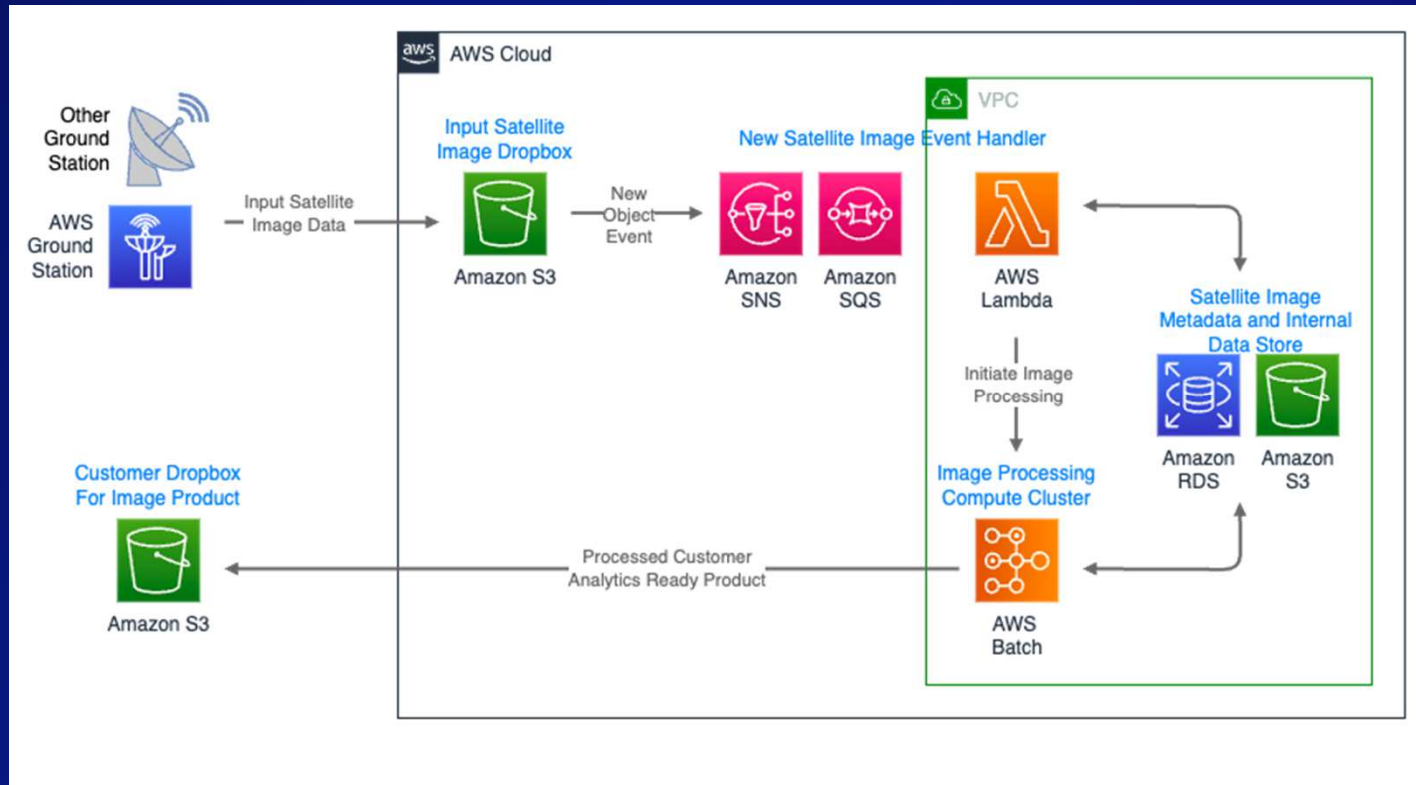 aws
AWS Cloud
VPC
Other
Ground
Station
AWS
Ground
Station
Input Satellite
Image Data
Input Satellite
Image Dropbox
Amazon S3
New
Object
Event
New Satellite Image Event Handler
Amazon
SNS
Amazon
SQS
AWS
Lambda
Satellite Image
Metadata and Internal
Data Store
Amazon
RDS
Amazon
S3
Initiate Image
Processing
Image Processing
Compute Cluster
AWS
Batch
Processed Customer
Analytics Ready Product
Customer Dropbox
For Image Product
Amazon S3